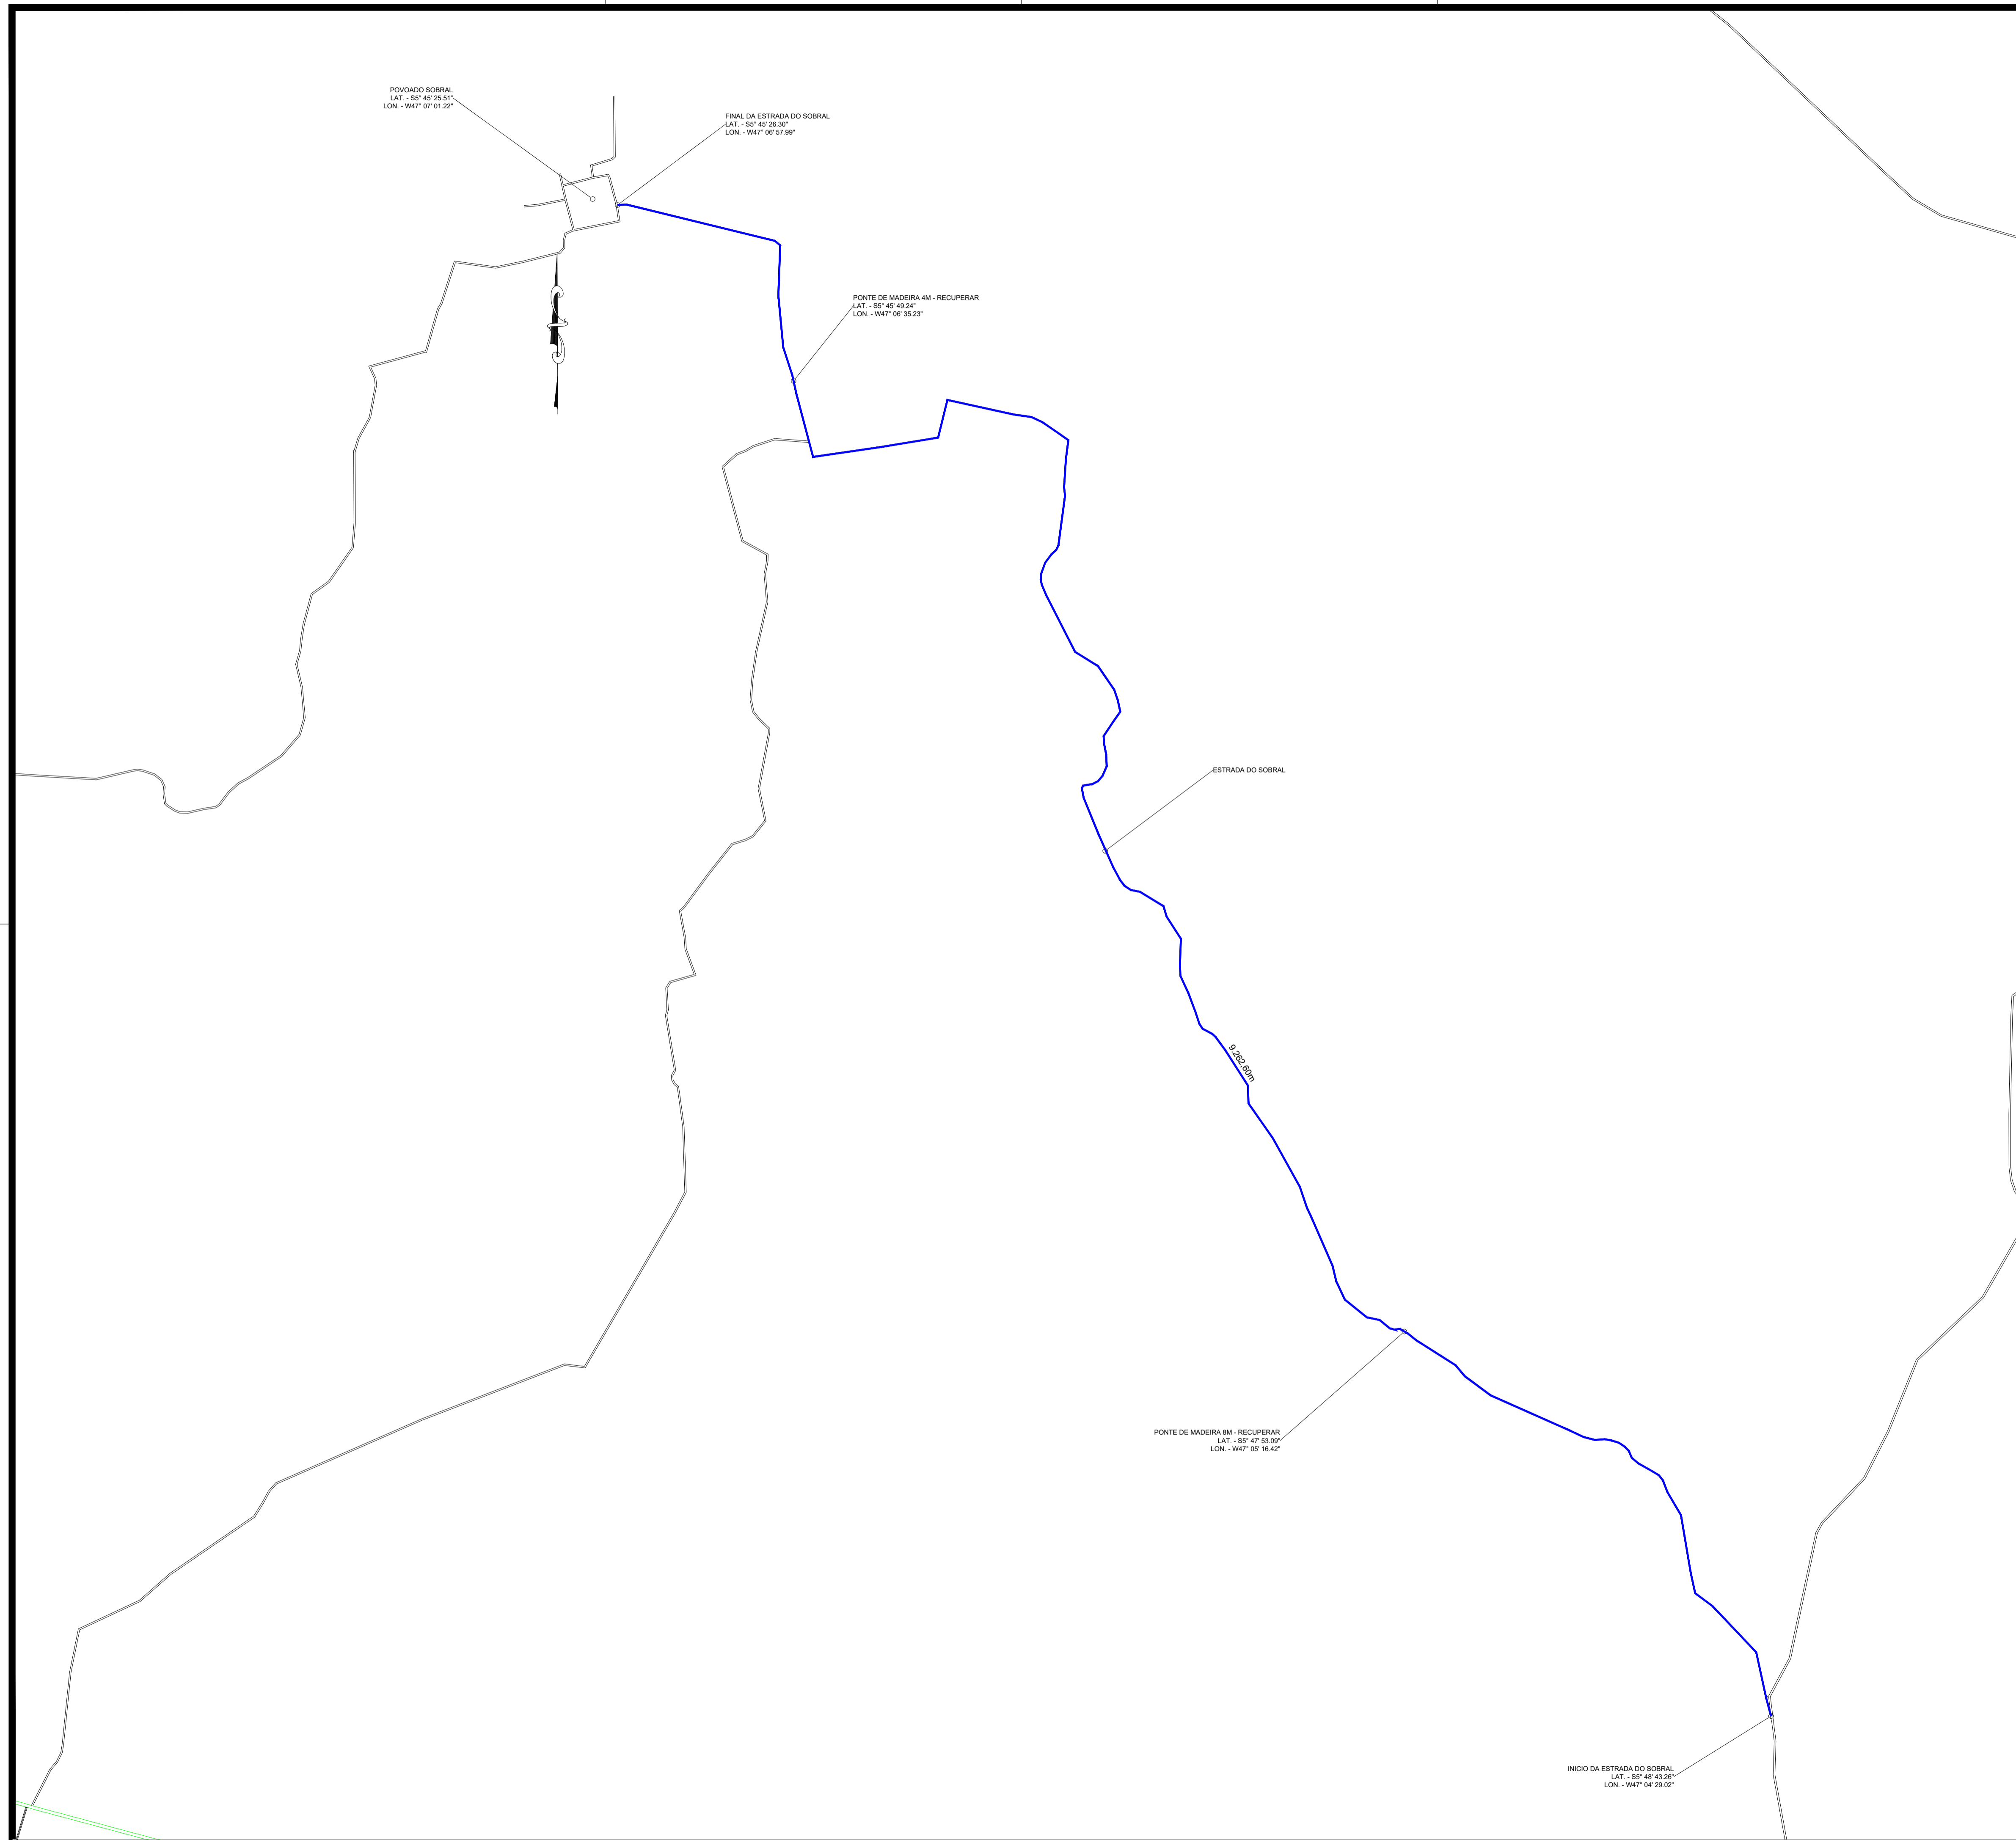 POVOADO SOBRAL
LAT. - S5° 45' 25.51"
LON. - W47° 07' 01.22"
FINAL DA ESTRADA DO SOBRAL
LAT. - S5° 45' 26.30"
LON. - W47° 06' 57.99"
PONTE DE MADEIRA 4M - RECUPERAR
LAT. - S5° 45' 49.24"
LON. - W47° 06' 35.23"
ESTRADA DO SOBRAL
9.262,60m
PONTE DE MADEIRA 8M - RECUPERAR
LAT. - S5° 47' 53.09"
LON. - W47° 05' 16.42"
INICIO DA ESTRADA DO SOBRAL
LAT. - S5° 48' 43.26"
LON. - W47° 04' 29.02"